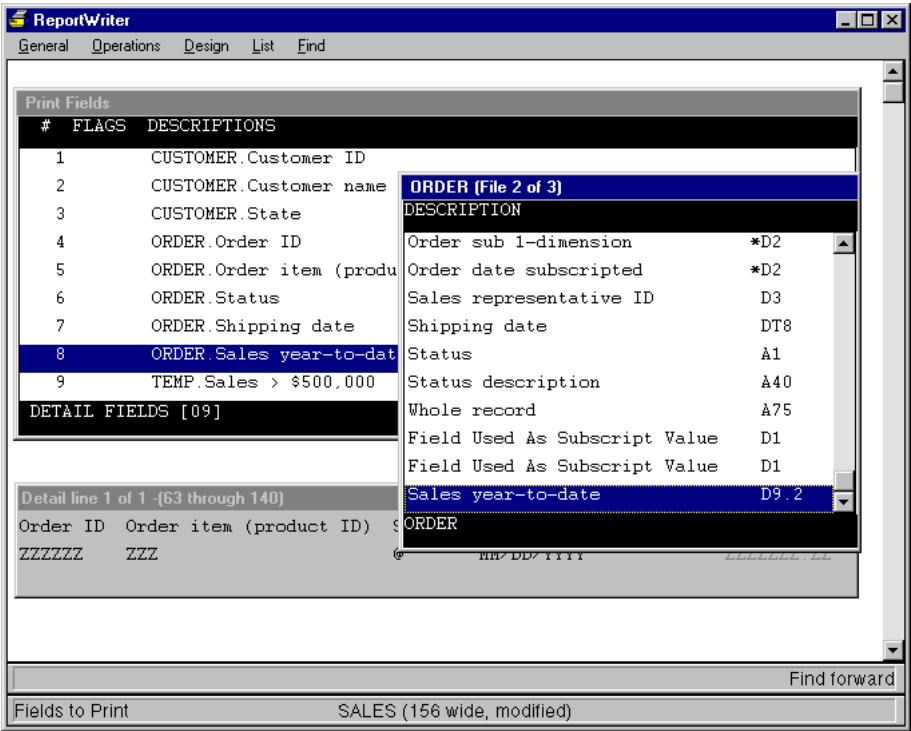 ReportWriter
General Operations Design List Find
Print Fields
# FLAGS DESCRIPTIONS
1 CUSTOMER.Customer ID
2 CUSTOMER.Customer name
3 CUSTOMER.State
4 ORDER.Order ID
5 ORDER.Order item (produ
6 ORDER.Status
7 ORDER.Shipping date
8 ORDER.Sales year-to-dat
9 TEMP.Sales > $500,000
DETAIL FIELDS [09]
ORDER (File 2 of 3)
DESCRIPTION
Order sub 1-dimension *D2
Order date subscripted *D2
Sales representative ID D3
Shipping date DT8
Status A1
Status description A40
Whole record A75
Field Used As Subscript Value D1
Field Used As Subscript Value D1
Sales year-to-date D9.2
ORDER
Detail line 1 of 1 -(63 through 140)
Order ID Order item (product ID)
ZZZZZZ ZZZ @ MM/DD/YYYY ZZZZZZZ.ZZ
Find forward
Fields to Print SALES (156 wide, modified)